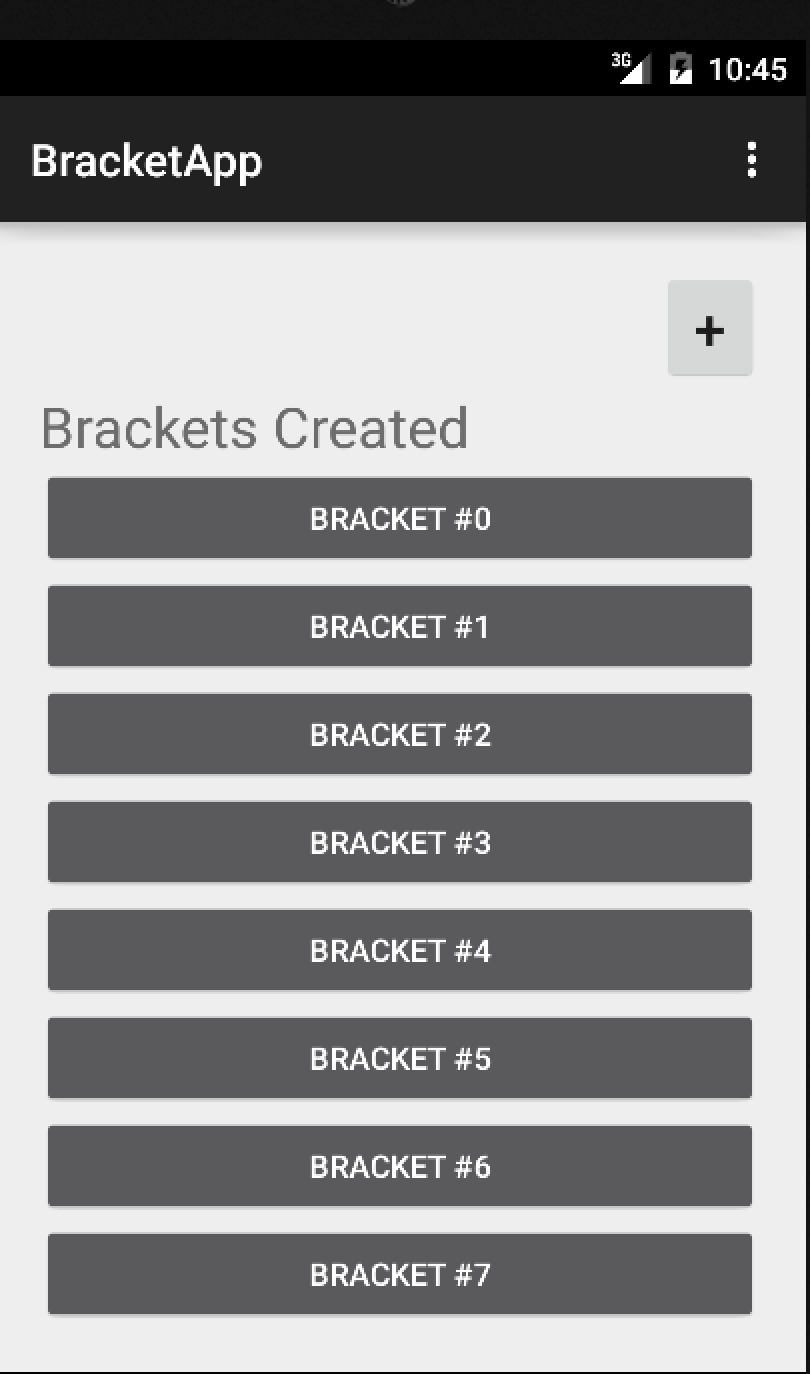 3G 10:45
BracketApp
+
Brackets Created
BRACKET #0
BRACKET #1
BRACKET #2
BRACKET #3
BRACKET #4
BRACKET #5
BRACKET #6
BRACKET #7